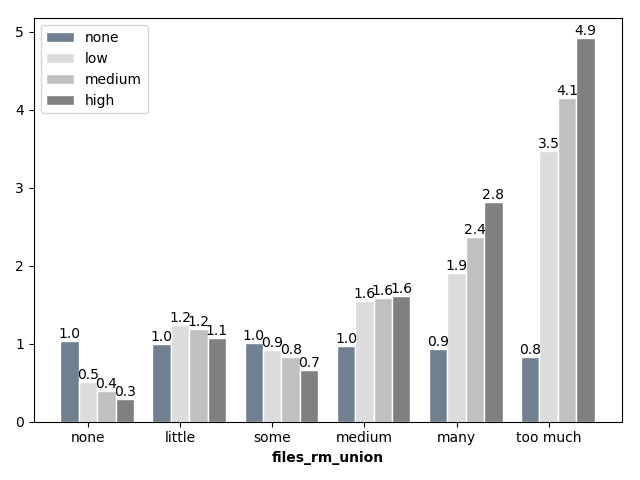 none
low
medium
high
5
4
3
2
1
0
1.0 0.5 0.4 0.3
1.0 1.2 1.2 1.1
1.0 0.9 0.8 0.7
1.0 1.6 1.6 1.6
0.9 1.9 2.4 2.8
0.8 3.5 4.1 4.9
none little some medium many too much
files_rm_union